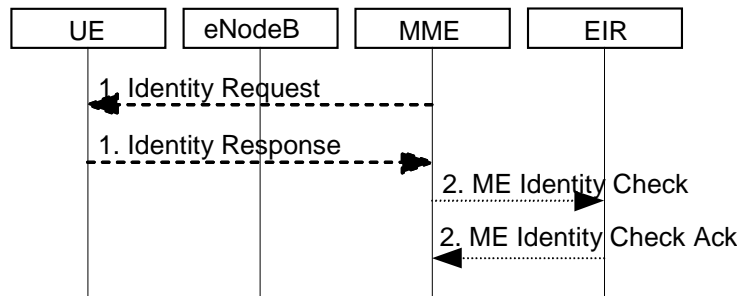 UE
eNodeB
MME
EIR
1. Identity Request
1. Identity Response
2. ME Identity Check
2. ME Identity Check Ack